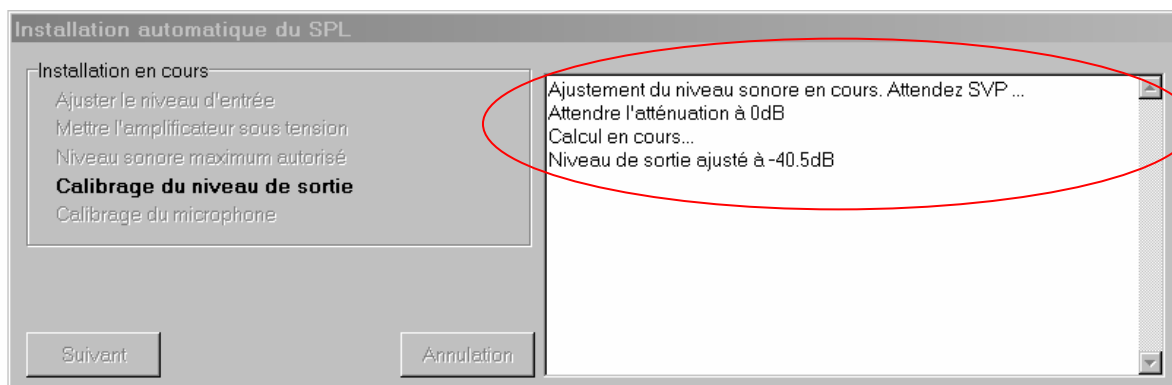 Installation automatique du SPL
Installation en cours
Ajuster le niveau d'entrée
Mettre l'amplificateur sous tension
Niveau sonore maximum autorisé
Calibrage du niveau de sortie
Calibrage du microphone
Suivant
Annulation
Ajustement du niveau sonore en cours. Attendez SVP ...
Attendre l'atténuation à 0dB
Calcul en cours...
Niveau de sortie ajusté à -40.5dB